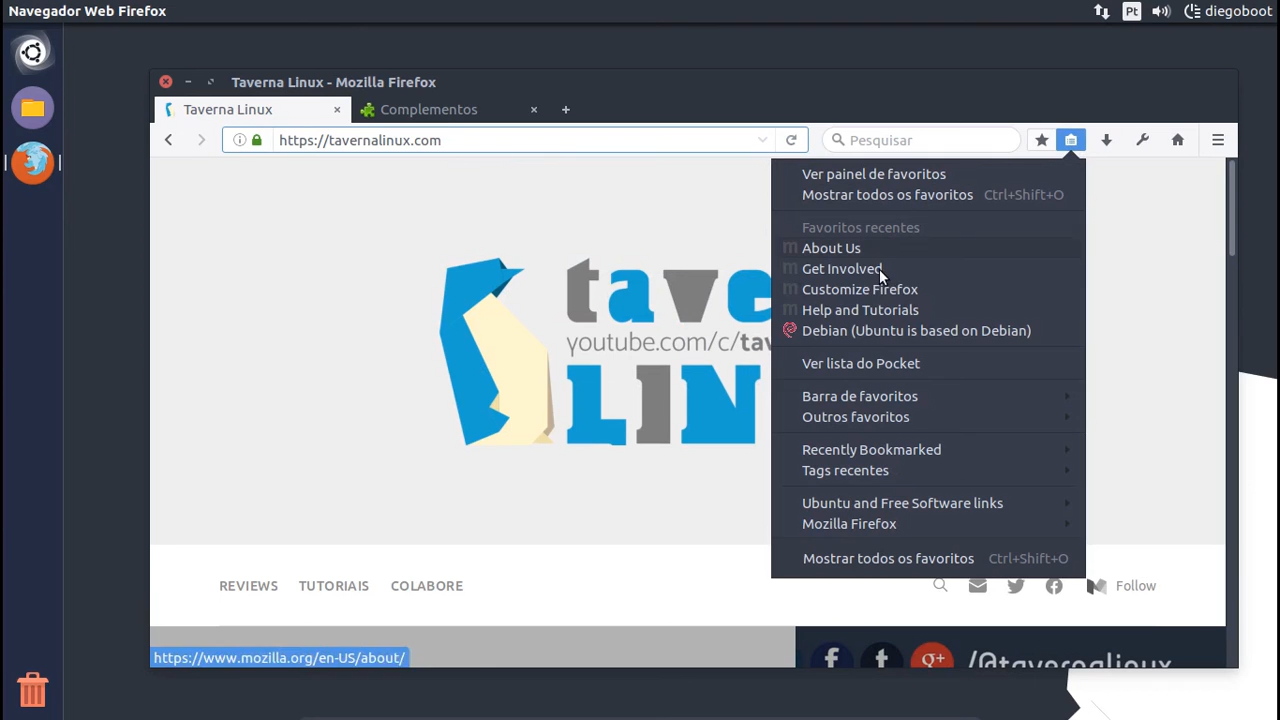 Navegador Web Firefox
Pt
diegoboot
Taverna Linux - Mozilla Firefox
Taverna Linux
Complementos
https://tavernalinux.com
Pesquisar
Ver painel de favoritos
Mostrar todos os favoritos Ctrl+Shift+O
Favoritos recentes
About Us
Get Involved
Customize Firefox
Help and Tutorials
Debian (Ubuntu is based on Debian)
Ver lista do Pocket
Barra de favoritos
Outros favoritos
Recently Bookmarked
Tags recentes
Ubuntu and Free Software links
Mozilla Firefox
Mostrar todos os favoritos Ctrl+Shift+O
tave
youtube.com/c/tav
LIN
REVIEWS TUTORIAIS COLABORE
Follow
https://www.mozilla.org/en-US/about/
/@tavernalinux